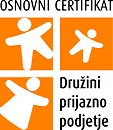 OSNOVNI CERTIFIKAT
Družini
prijazno
podjetje